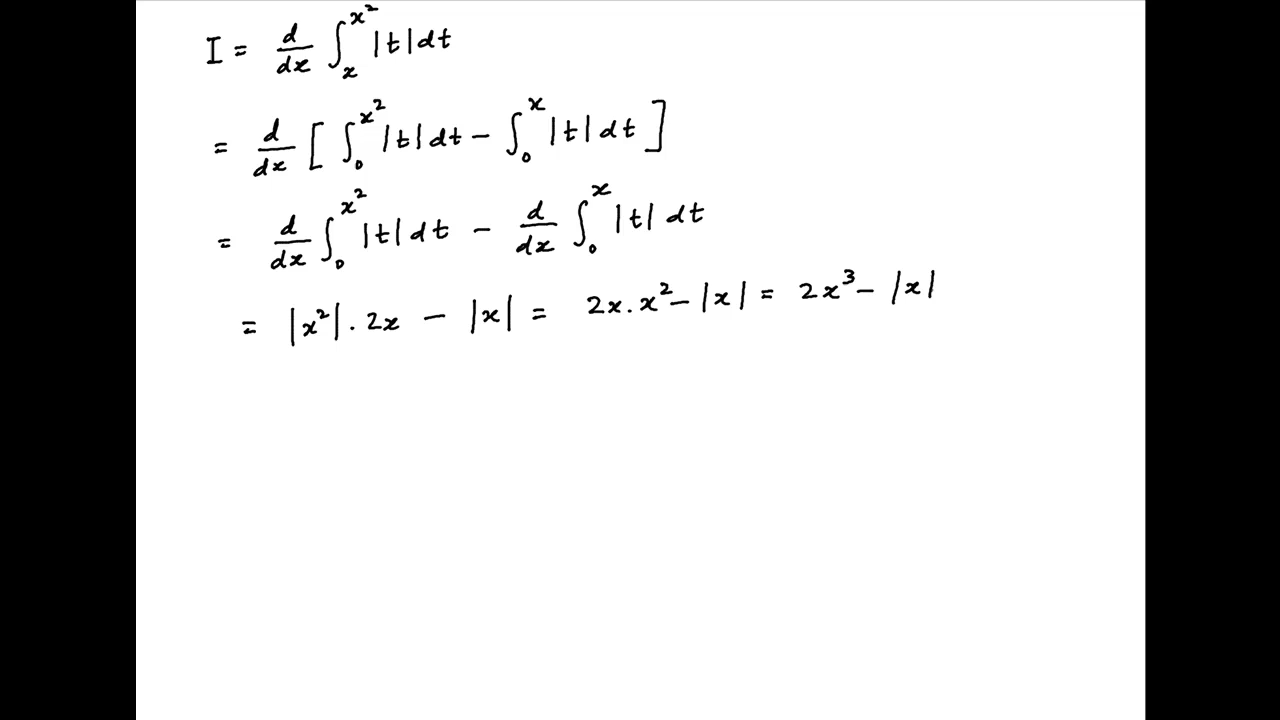 I = d/dx ∫_x^{x²} |t| dt
= d/dx [ ∫_0^{x²} |t| dt − ∫_0^x |t| dt ]
= d/dx ∫_0^{x²} |t| dt − d/dx ∫_0^x |t| dt
= |x²| · 2x − |x| = 2x · x² − |x| = 2x³ − |x|